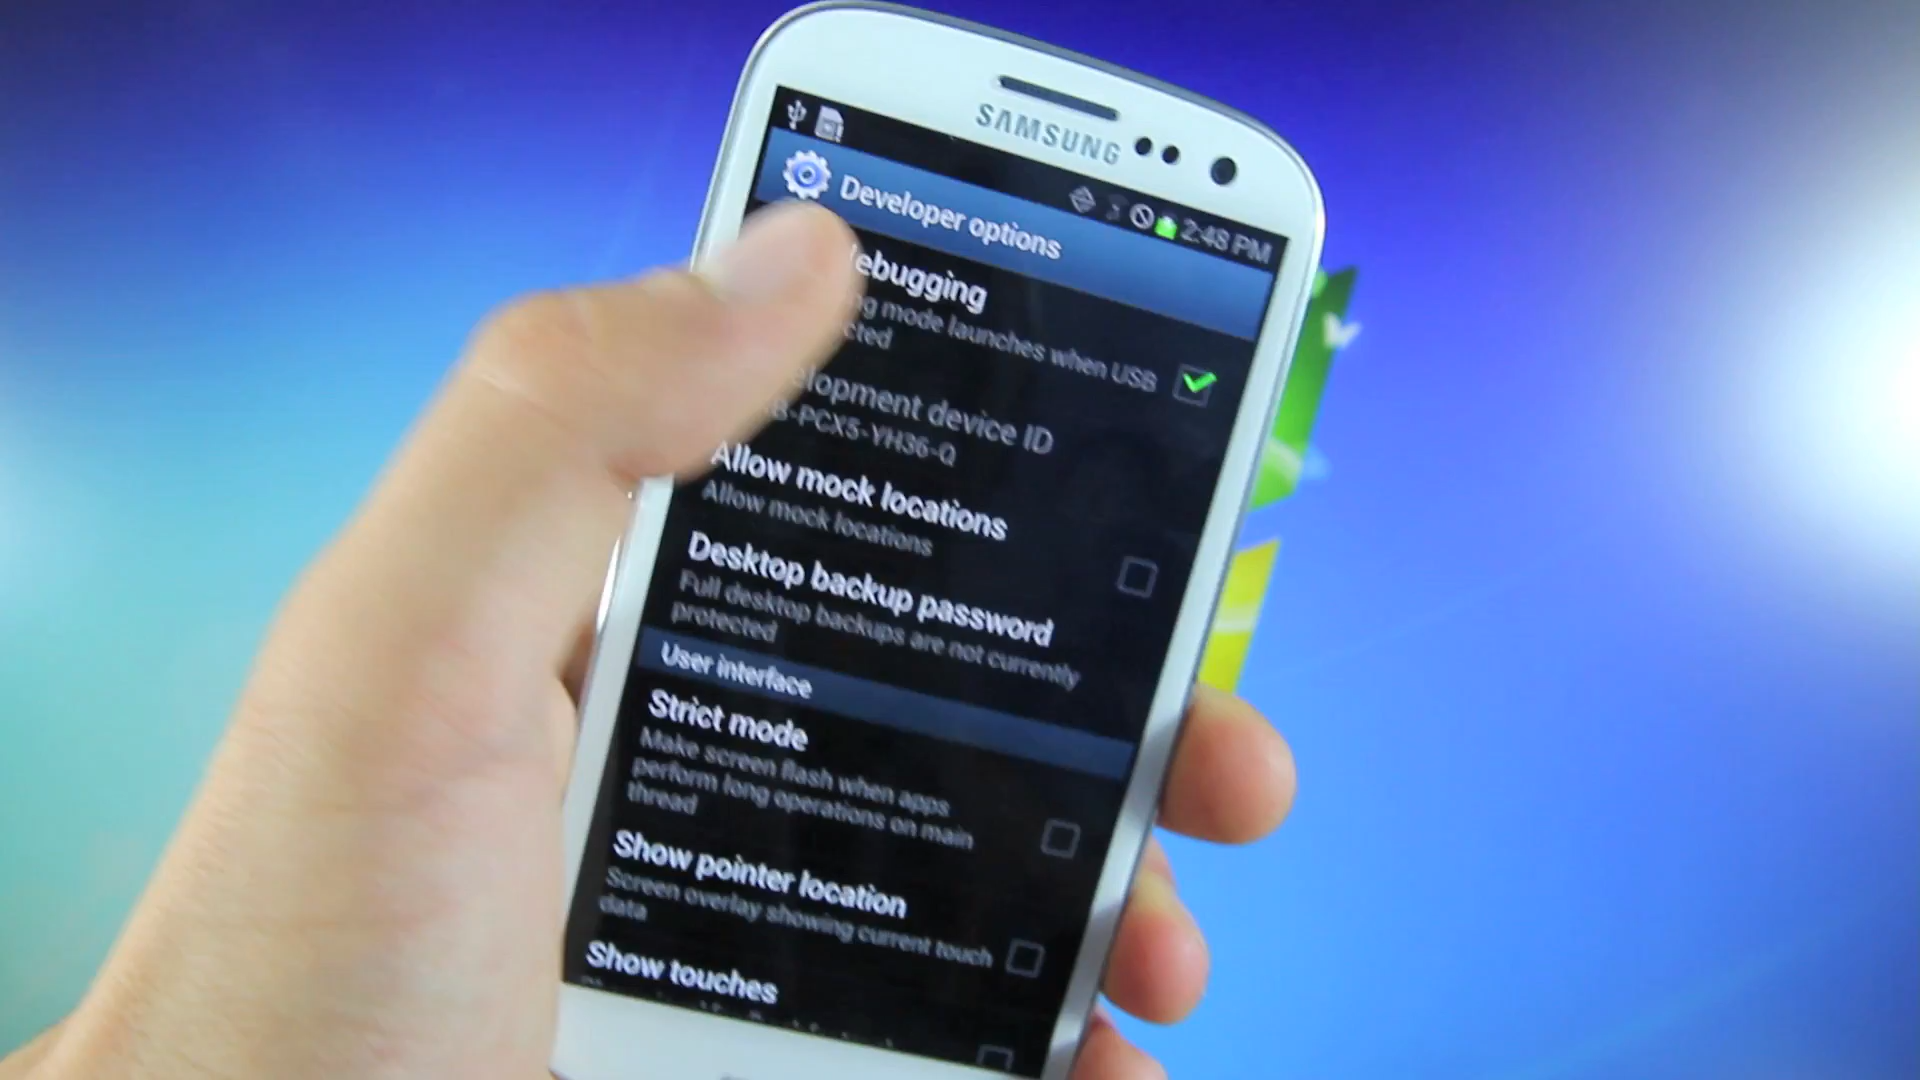 SAMSUNG
2:48 PM
Developer options
ebugging
ng mode launches when USB
cted
elopment device ID
-PCX5-YH36-Q
Allow mock locations
Allow mock locations
Desktop backup password
Full desktop backups are not currently
protected
User interface
Strict mode
Make screen flash when apps
perform long operations on main
thread
Show pointer location
Screen overlay showing current touch
data
Show touches